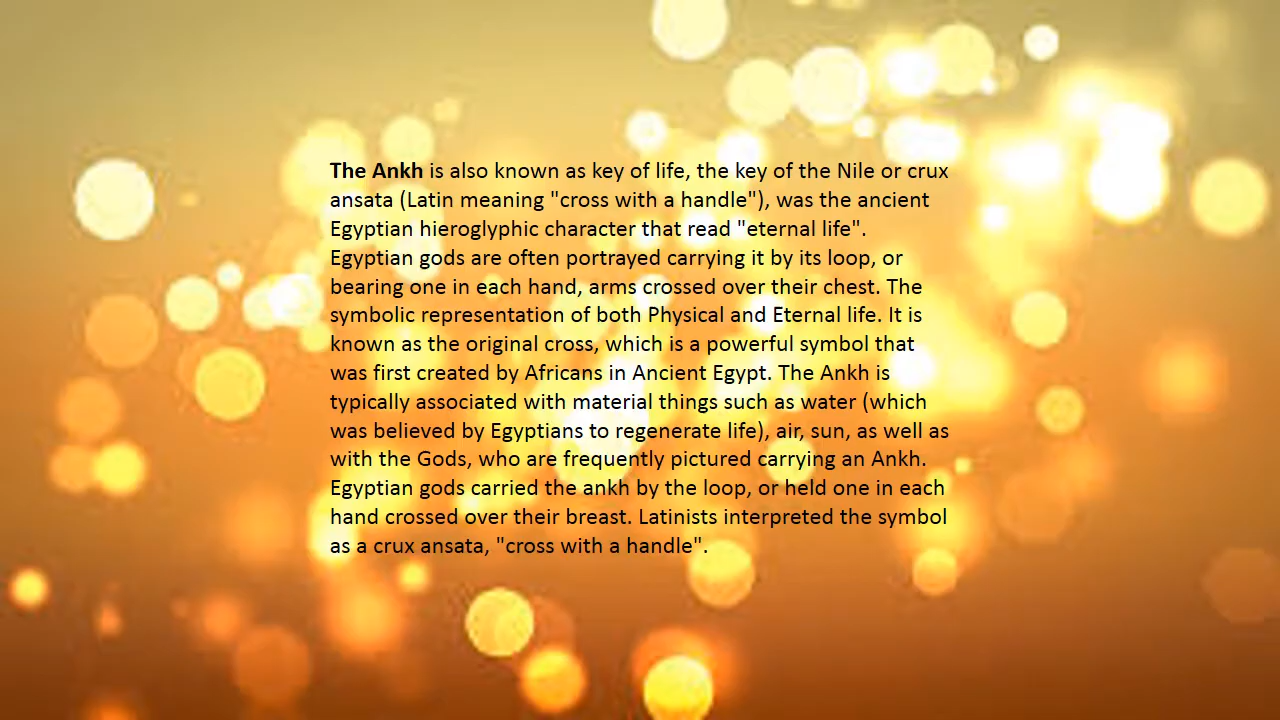 The Ankh is also known as key of life, the key of the Nile or crux
ansata (Latin meaning "cross with a handle"), was the ancient
Egyptian hieroglyphic character that read "eternal life".
Egyptian gods are often portrayed carrying it by its loop, or
bearing one in each hand, arms crossed over their chest. The
symbolic representation of both Physical and Eternal life. It is
known as the original cross, which is a powerful symbol that
was first created by Africans in Ancient Egypt. The Ankh is
typically associated with material things such as water (which
was believed by Egyptians to regenerate life), air, sun, as well as
with the Gods, who are frequently pictured carrying an Ankh.
Egyptian gods carried the ankh by the loop, or held one in each
hand crossed over their breast. Latinists interpreted the symbol
as a crux ansata, "cross with a handle".